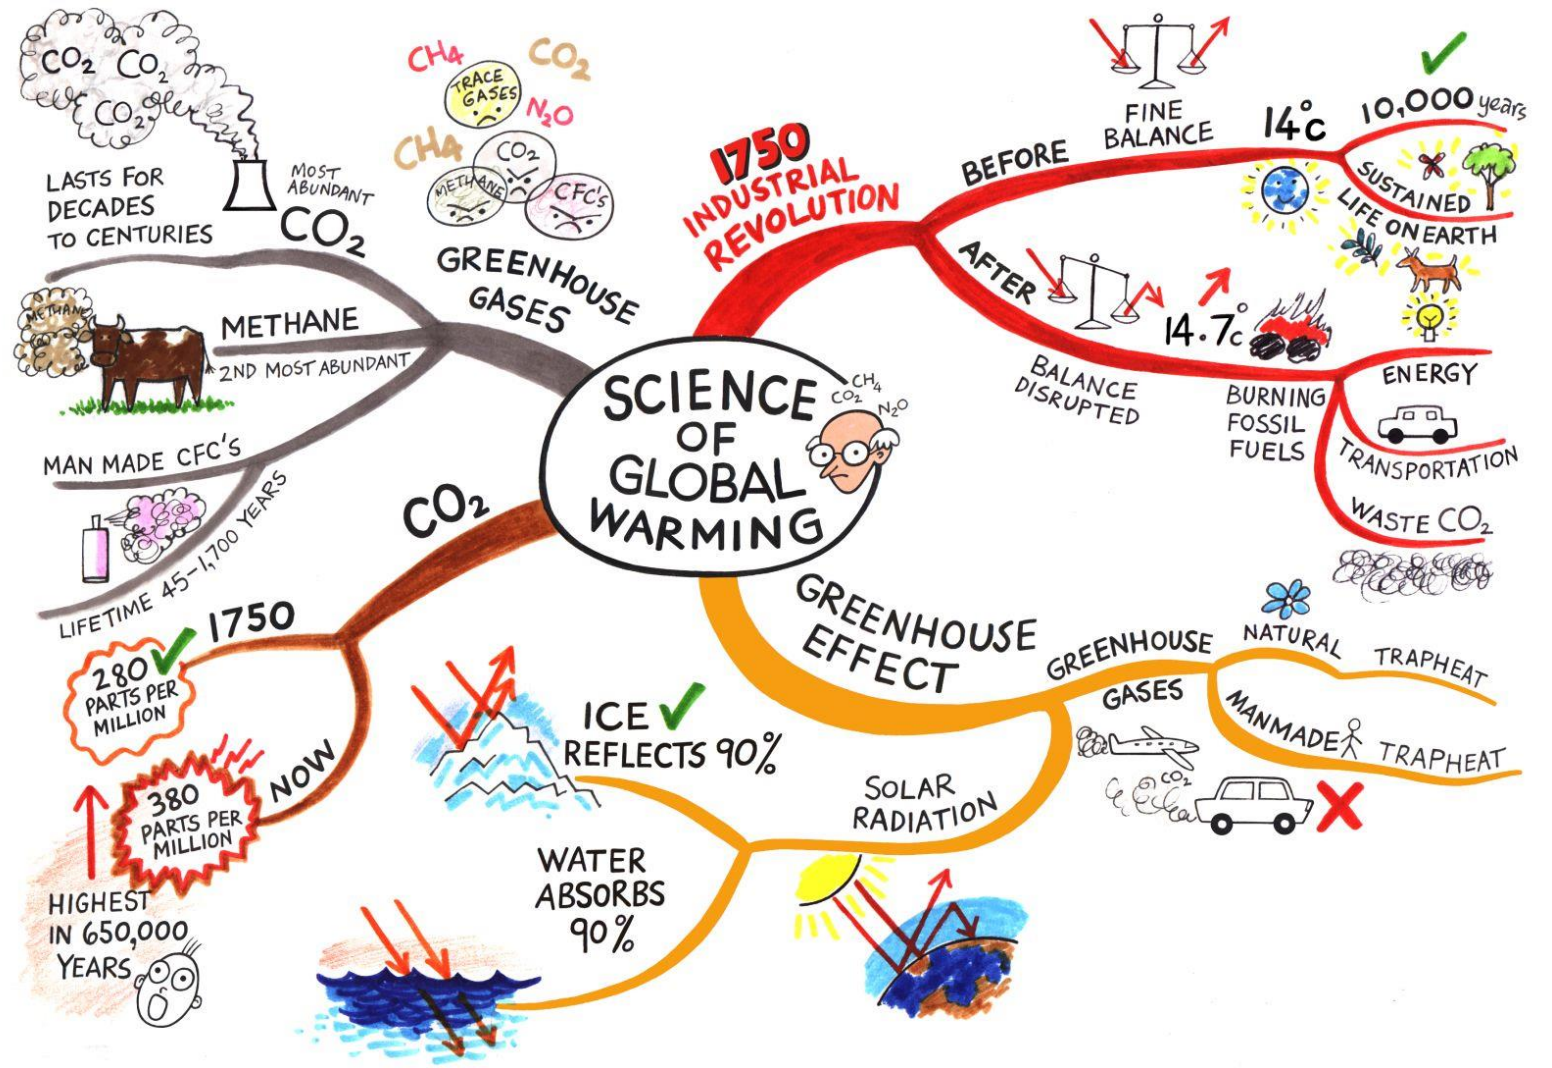 SCIENCE
OF
GLOBAL
WARMING
CH4
CO2
N2O
1750
INDUSTRIAL
REVOLUTION
BEFORE
FINE
BALANCE
14°C
10,000 years
SUSTAINED
LIFE ON EARTH
AFTER
BALANCE
DISRUPTED
14.7°C
BURNING
FOSSIL
FUELS
ENERGY
TRANSPORTATION
WASTE CO2
GREENHOUSE
EFFECT
GREENHOUSE
GASES
NATURAL
TRAPHEAT
MANMADE
TRAPHEAT
CO2
SOLAR
RADIATION
ICE
REFLECTS 90%
WATER
ABSORBS
90%
CO2
1750
280
PARTS PER
MILLION
NOW
380
PARTS PER
MILLION
HIGHEST
IN 650,000
YEARS
GREENHOUSE
GASES
CH4
CO2
TRACE
GASES
N2O
CH4
CO2
METHANE
CFC's
CO2
CO2
CO2
MOST
ABUNDANT
CO2
LASTS FOR
DECADES
TO CENTURIES
METHANE
METHANE
2ND MOST ABUNDANT
MAN MADE CFC'S
LIFETIME 45-1,700 YEARS